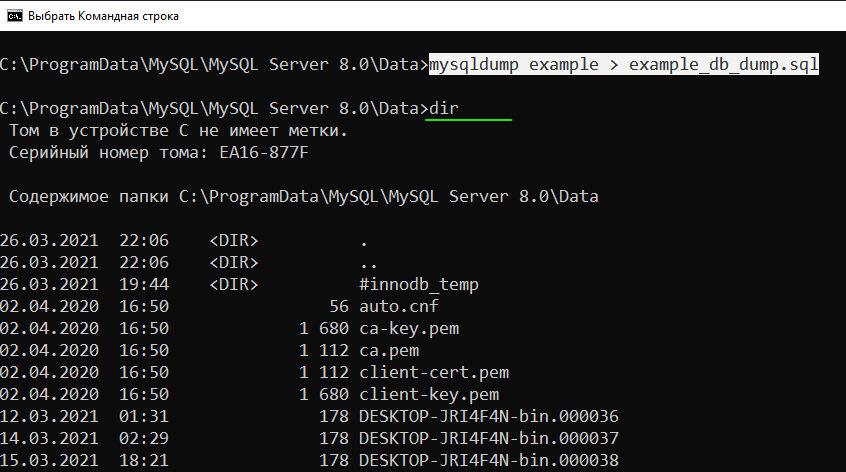 Выбрать Командная строка
C:\ProgramData\MySQL\MySQL Server 8.0\Data>mysqldump example > example_db_dump.sql
C:\ProgramData\MySQL\MySQL Server 8.0\Data>dir
Том в устройстве C не имеет метки.
Серийный номер тома: EA16-877F
Содержимое папки C:\ProgramData\MySQL\MySQL Server 8.0\Data
26.03.2021  22:06    <DIR>          .
26.03.2021  22:06    <DIR>          ..
26.03.2021  19:44    <DIR>          #innodb_temp
02.04.2020  16:50                56 auto.cnf
02.04.2020  16:50             1 680 ca-key.pem
02.04.2020  16:50             1 112 ca.pem
02.04.2020  16:50             1 112 client-cert.pem
02.04.2020  16:50             1 680 client-key.pem
12.03.2021  01:31               178 DESKTOP-JRI4F4N-bin.000036
14.03.2021  02:29               178 DESKTOP-JRI4F4N-bin.000037
15.03.2021  18:21               178 DESKTOP-JRI4F4N-bin.000038